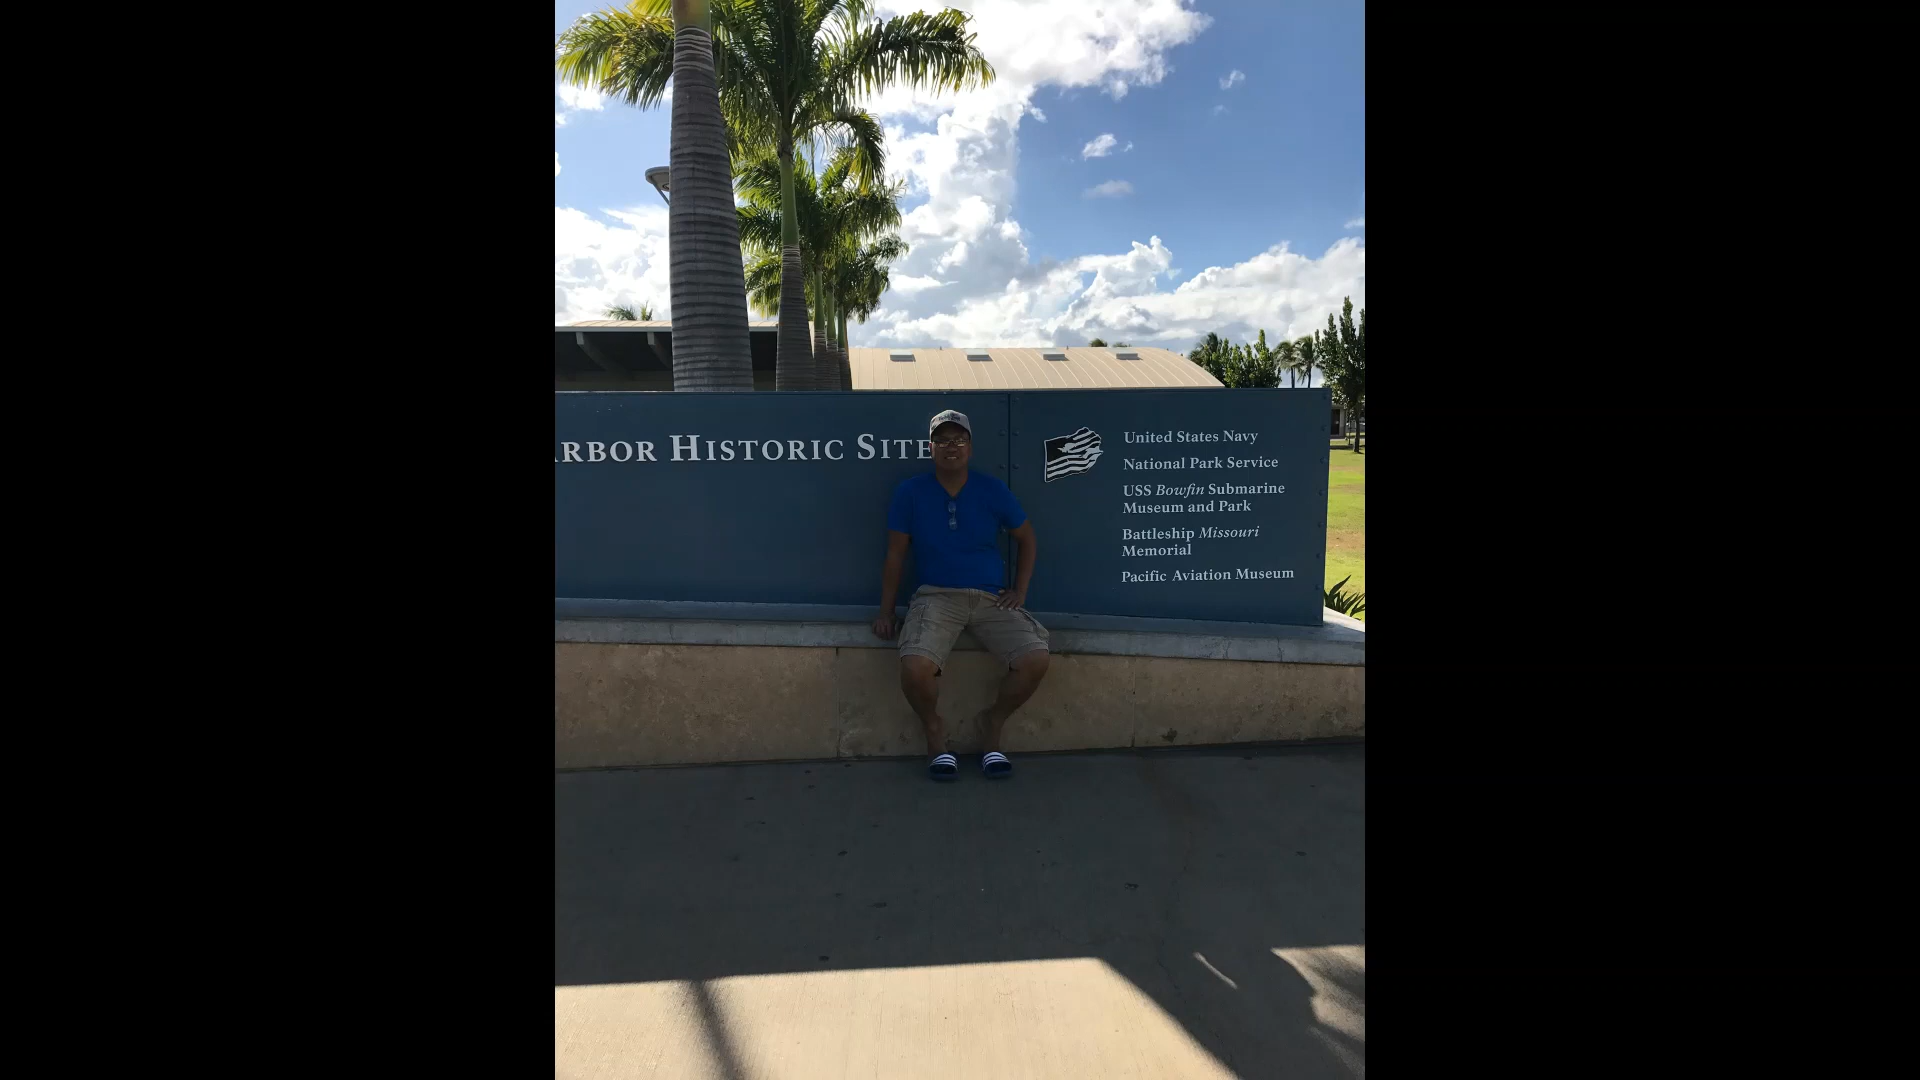 ARBOR HISTORIC SITE
United States Navy
National Park Service
USS Bowfin Submarine
Museum and Park
Battleship Missouri
Memorial
Pacific Aviation Museum